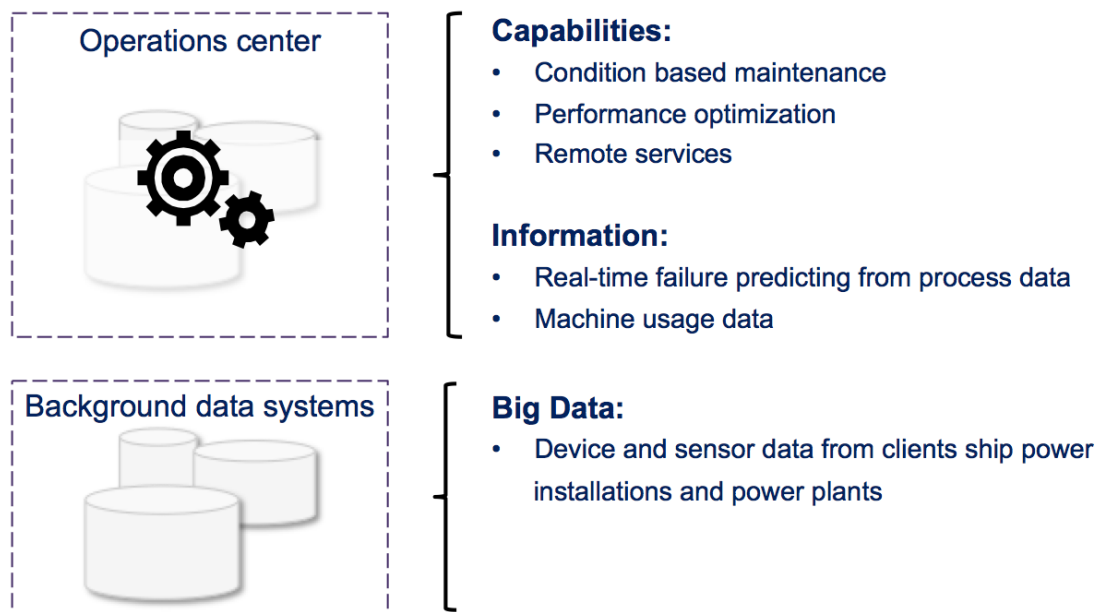 Operations center
Capabilities:
• Condition based maintenance
• Performance optimization
• Remote services
Information:
• Real-time failure predicting from process data
• Machine usage data
Background data systems
Big Data:
• Device and sensor data from clients ship power
installations and power plants